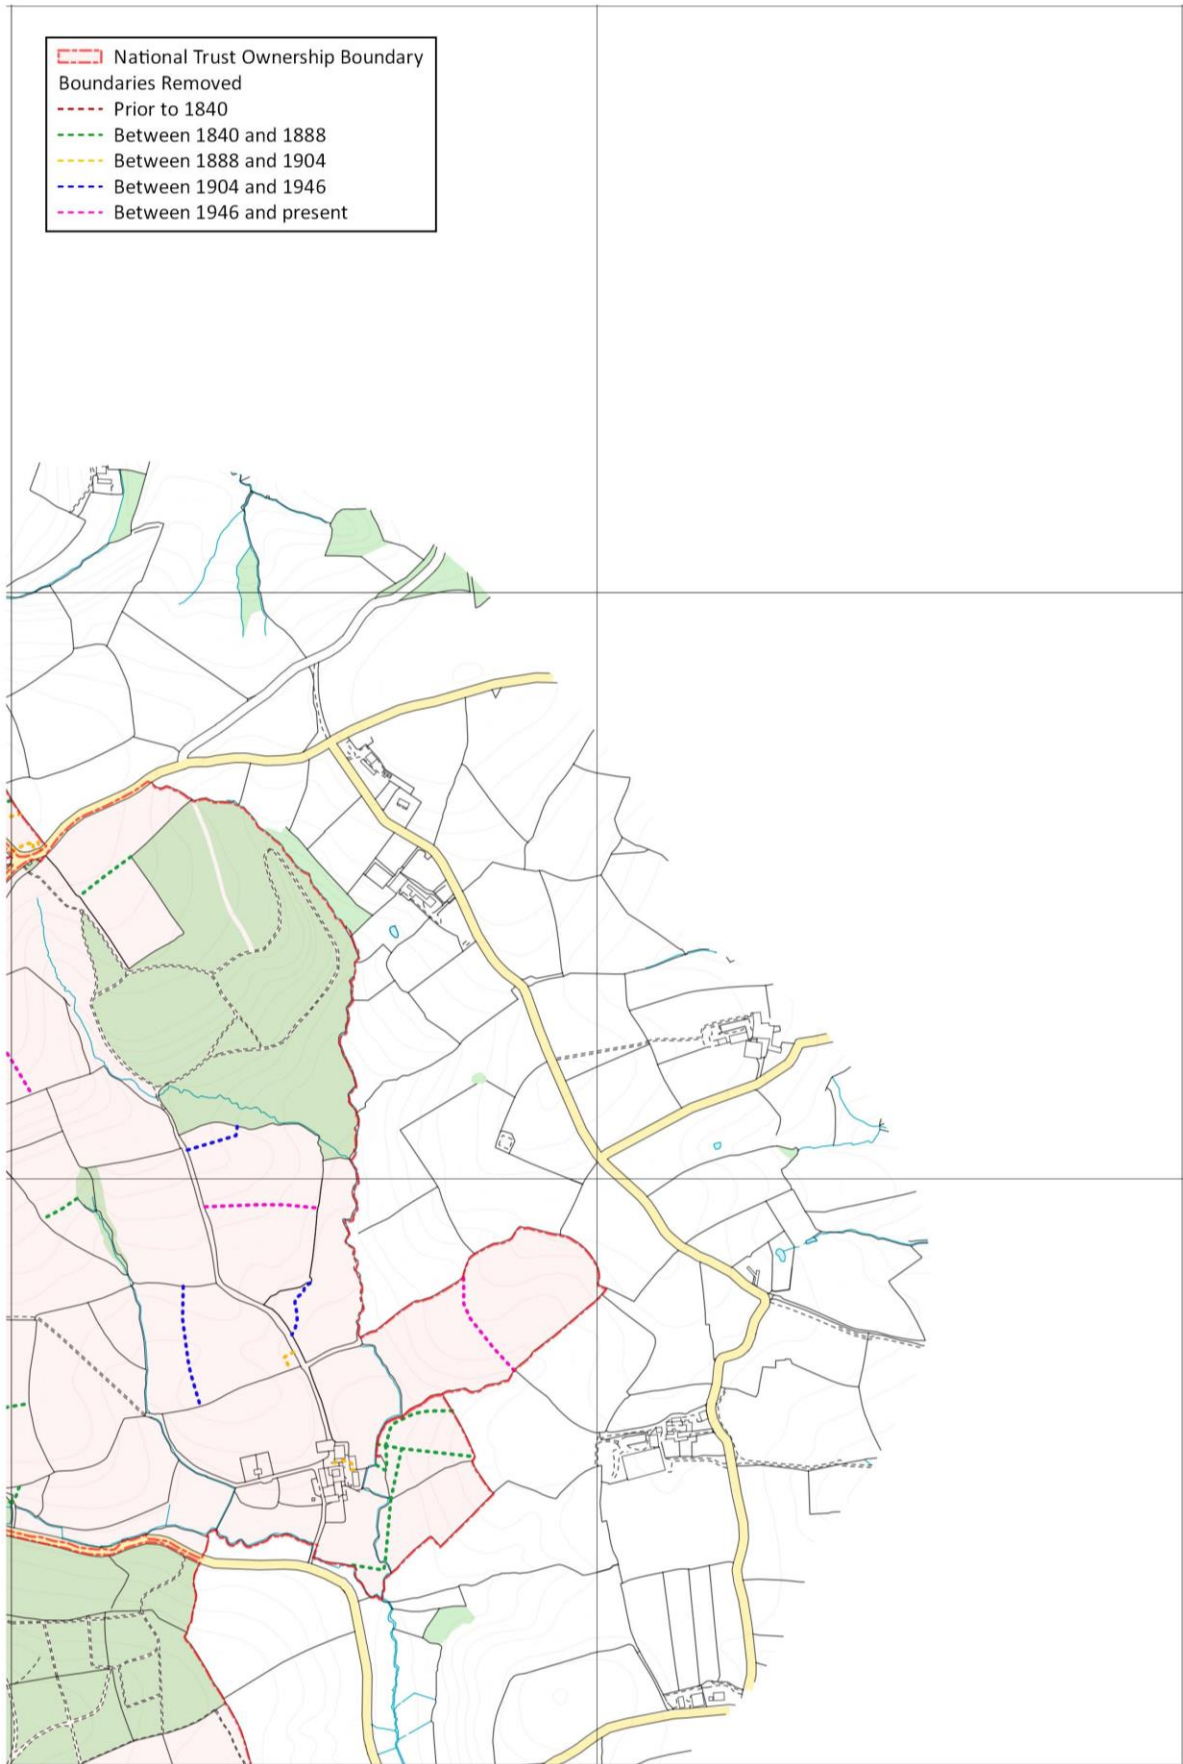 National Trust Ownership Boundary
Boundaries Removed
Prior to 1840
Between 1840 and 1888
Between 1888 and 1904
Between 1904 and 1946
Between 1946 and present